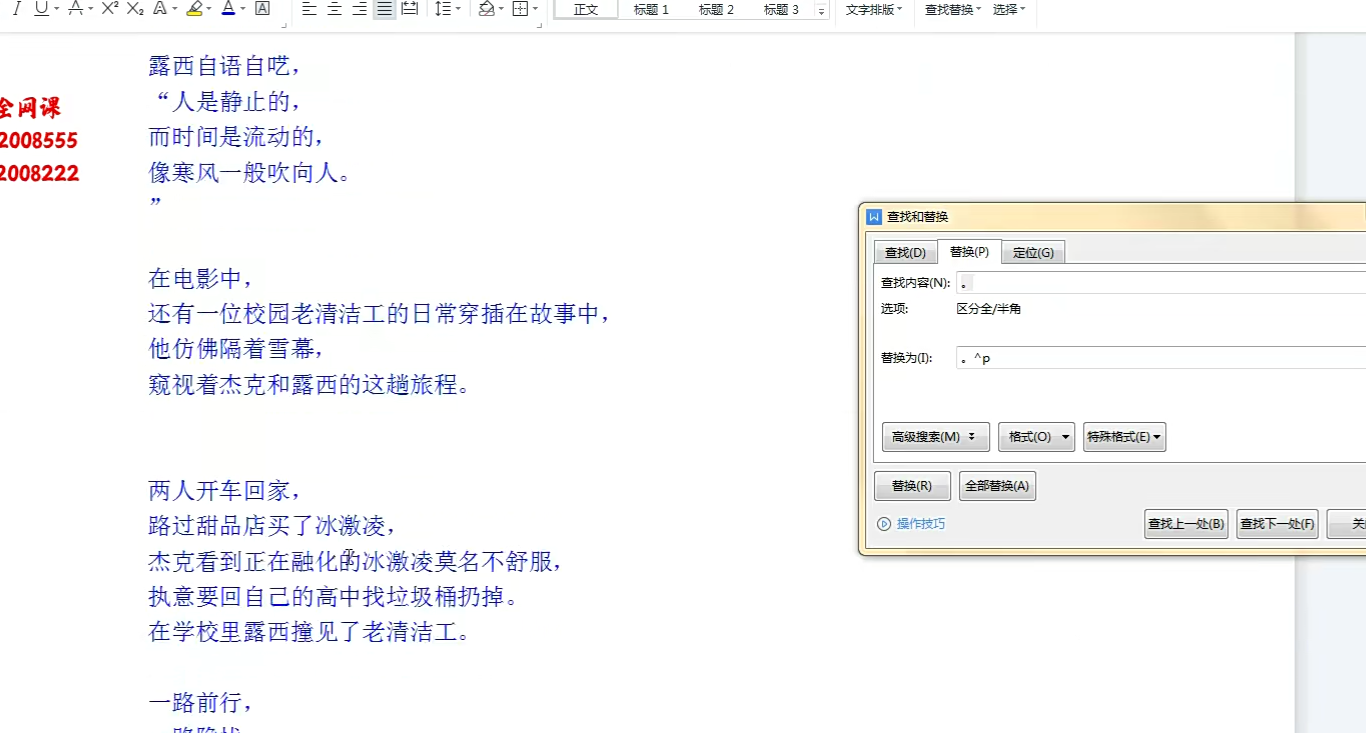 I U A X² X₂ A A A
正文 标题 1 标题 2 标题 3 文字排版 查找替换 选择
全网课
2008555
2008222
露西自语自呓，
“人是静止的，
而时间是流动的，
像寒风一般吹向人。
”
在电影中，
还有一位校园老清洁工的日常穿插在故事中，
他仿佛隔着雪幕，
窥视着杰克和露西的这趟旅程。
两人开车回家，
路过甜品店买了冰激凌，
杰克看到正在融化的冰激凌莫名不舒服，
执意要回自己的高中找垃圾桶扔掉。
在学校里露西撞见了老清洁工。
一路前行，
查找和替换
查找(D) 替换(P) 定位(G)
查找内容(N): 。
选项: 区分全/半角
替换为(I): 。^p
高级搜索(M) 格式(O) 特殊格式(E)
替换(R) 全部替换(A)
操作技巧 查找上一处(B) 查找下一处(F) 关